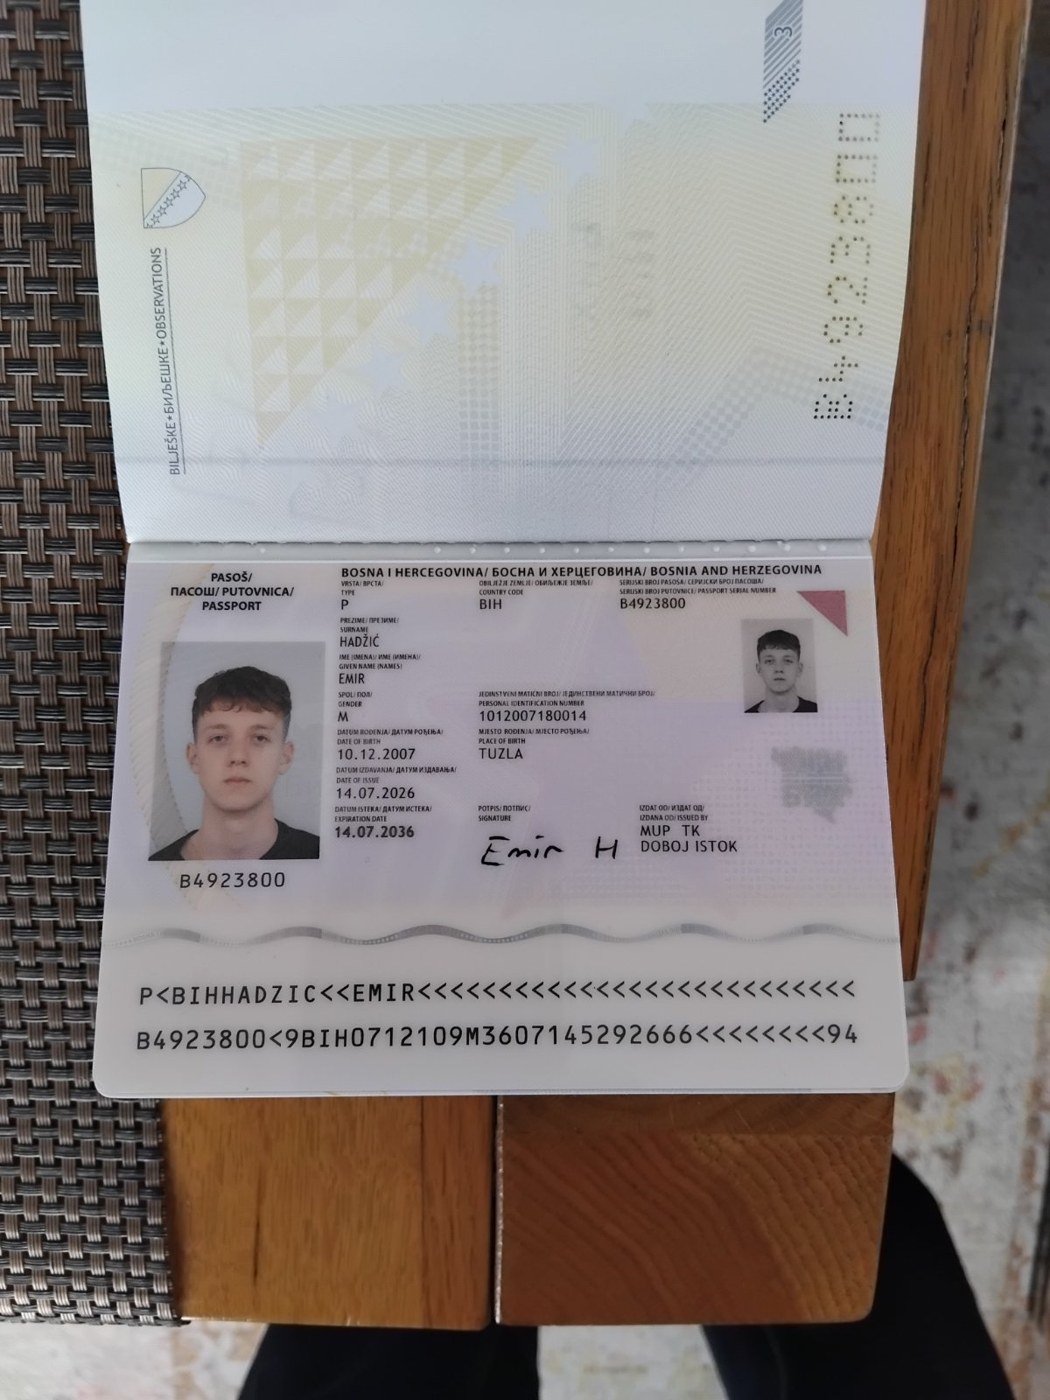 3
B4923800
BILJEŠKE•БИЉЕШКЕ•OBSERVATIONS
PASOŠ/
ПАСОШ/ PUTOVNICA/
PASSPORT
BOSNA I HERCEGOVINA/ БОСНА И ХЕРЦЕГОВИНА/ BOSNIA AND HERZEGOVINA
VRSTA/ ВРСТА/
TYPE
P
OBILJEŽJE ZEMLJE/ ОБИЉЕЖЈЕ ЗЕМЉЕ/
COUNTRY CODE
BIH
SERIJSKI BROJ PASOŠA/ СЕРИЈСКИ БРОЈ ПАСОША/
SERIJSKI BROJ PUTOVNICE/ PASSPORT SERIAL NUMBER
B4923800
PREZIME/ ПРЕЗИМЕ/
SURNAME
HADŽIĆ
IME (IMENA)/ ИМЕ (ИМЕНА)/
GIVEN NAME (NAMES)
EMIR
SPOL/ ПОЛ/
GENDER
M
JEDINSTVENI MATIČNI BROJ/ ЈЕДИНСТВЕНИ МАТИЧНИ БРОЈ/
PERSONAL IDENTIFICATION NUMBER
1012007180014
DATUM ROĐENJA/ ДАТУМ РОЂЕЊА/
DATE OF BIRTH
10.12.2007
MJESTO ROĐENJA/ МЈЕСТО РОЂЕЊА/
PLACE OF BIRTH
TUZLA
DATUM IZDAVANJA/ ДАТУМ ИЗДАВАЊА/
DATE OF ISSUE
14.07.2026
DATUM ISTEKA/ ДАТУМ ИСТЕКА/
EXPIRATION DATE
14.07.2036
POTPIS/ ПОТПИС/
SIGNATURE
Emir H
IZDAT OD/ ИЗДАТ ОД/
IZDANA OD/ ISSUED BY
MUP TK
DOBOJ ISTOK
B4923800
P<BIHHADZIC<<EMIR<<<<<<<<<<<<<<<<<<<<<<<<<<<
B4923800<9BIH0712109M3607145292666<<<<<<<<94